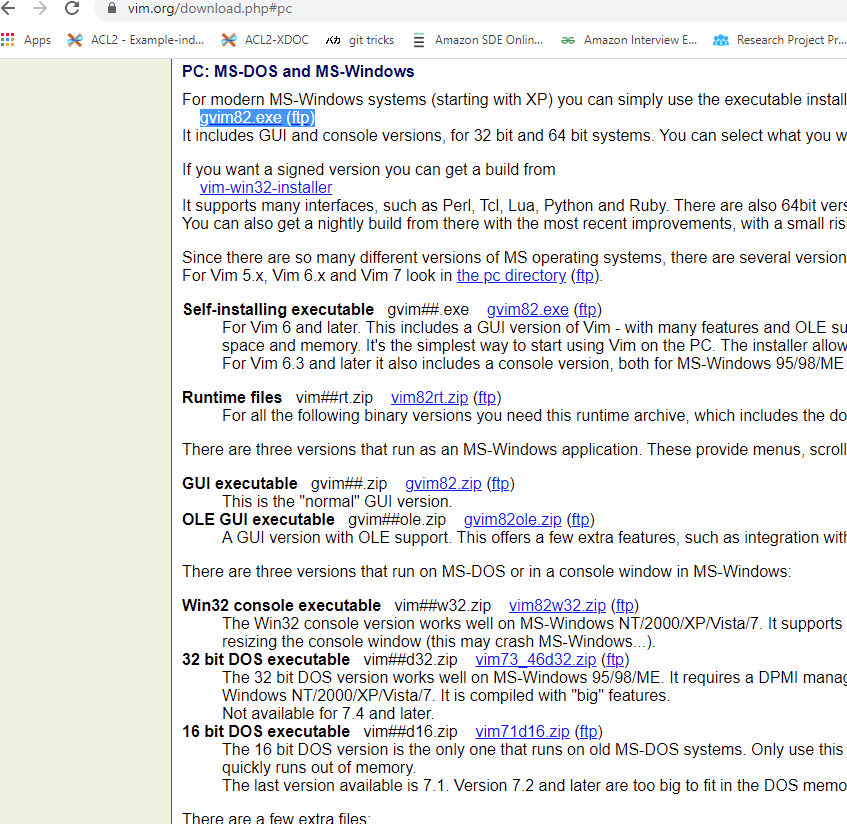 vim.org/download.php#pc
Apps ACL2 - Example-ind... ACL2-XDOC git tricks Amazon SDE Onlin... Amazon Interview E... Research Project Pr...
PC: MS-DOS and MS-Windows
For modern MS-Windows systems (starting with XP) you can simply use the executable install
gvim82.exe (ftp)
It includes GUI and console versions, for 32 bit and 64 bit systems. You can select what you w
If you want a signed version you can get a build from
vim-win32-installer
It supports many interfaces, such as Perl, Tcl, Lua, Python and Ruby. There are also 64bit vers
You can also get a nightly build from there with the most recent improvements, with a small ris
Since there are so many different versions of MS operating systems, there are several version
For Vim 5.x, Vim 6.x and Vim 7 look in the pc directory (ftp).
Self-installing executable gvim##.exe gvim82.exe (ftp)
For Vim 6 and later. This includes a GUI version of Vim - with many features and OLE su
space and memory. It's the simplest way to start using Vim on the PC. The installer allow
For Vim 6.3 and later it also includes a console version, both for MS-Windows 95/98/ME
Runtime files vim##rt.zip vim82rt.zip (ftp)
For all the following binary versions you need this runtime archive, which includes the do
There are three versions that run as an MS-Windows application. These provide menus, scroll
GUI executable gvim##.zip gvim82.zip (ftp)
This is the "normal" GUI version.
OLE GUI executable gvim##ole.zip gvim82ole.zip (ftp)
A GUI version with OLE support. This offers a few extra features, such as integration with
There are three versions that run on MS-DOS or in a console window in MS-Windows:
Win32 console executable vim##w32.zip vim82w32.zip (ftp)
The Win32 console version works well on MS-Windows NT/2000/XP/Vista/7. It supports
resizing the console window (this may crash MS-Windows...).
32 bit DOS executable vim##d32.zip vim73_46d32.zip (ftp)
The 32 bit DOS version works well on MS-Windows 95/98/ME. It requires a DPMI manag
Windows NT/2000/XP/Vista/7. It is compiled with "big" features.
Not available for 7.4 and later.
16 bit DOS executable vim##d16.zip vim71d16.zip (ftp)
The 16 bit DOS version is the only one that runs on old MS-DOS systems. Only use this
quickly runs out of memory.
The last version available is 7.1. Version 7.2 and later are too big to fit in the DOS memo
There are a few extra files: